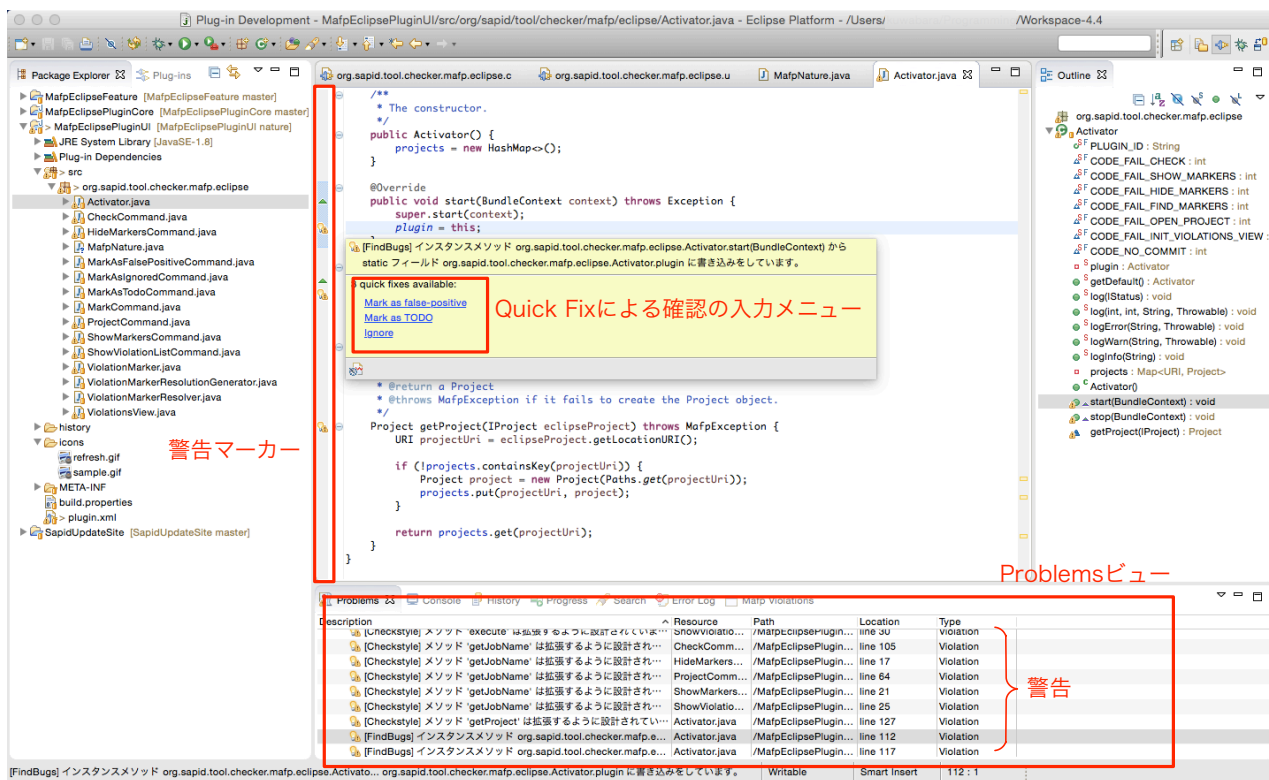 Plug-in Development - MafpEclipsePluginUI/src/org/sapid/tool/checker/mafp/eclipse/Activator.java - Eclipse Platform - /Users/ /Workspace-4.4
Package Explorer
Plug-ins
MafpEclipseFeature [MafpEclipseFeature master]
MafpEclipsePluginCore [MafpEclipsePluginCore master]
> MafpEclipsePluginUI [MafpEclipsePluginUI nature]
JRE System Library [JavaSE-1.8]
Plug-in Dependencies
> src
> org.sapid.tool.checker.mafp.eclipse
Activator.java
CheckCommand.java
HideMarkersCommand.java
MafpNature.java
MarkAsFalsePositiveCommand.java
MarkAsIgnoredCommand.java
MarkAsTodoCommand.java
MarkCommand.java
ProjectCommand.java
ShowMarkersCommand.java
ShowViolationListCommand.java
ViolationMarker.java
ViolationMarkerResolutionGenerator.java
ViolationMarkerResolver.java
ViolationsView.java
history
icons
refresh.gif
sample.gif
META-INF
build.properties
> plugin.xml
SapidUpdateSite [SapidUpdateSite master]
警告マーカー
org.sapid.tool.checker.mafp.eclipse.c
org.sapid.tool.checker.mafp.eclipse.u
MafpNature.java
Activator.java
/**
* The constructor.
*/
public Activator() {
projects = new HashMap<>();
}
@Override
public void start(BundleContext context) throws Exception {
super.start(context);
plugin = this;
[FindBugs] インスタンスメソッド org.sapid.tool.checker.mafp.eclipse.Activator.start(BundleContext) から
static フィールド org.sapid.tool.checker.mafp.eclipse.Activator.plugin に書き込みをしています。
3 quick fixes available:
Mark as false-positive
Mark as TODO
Ignore
Quick Fixによる確認の入力メニュー
* @return a Project
* @throws MafpException if it fails to create the Project object.
*/
Project getProject(IProject eclipseProject) throws MafpException {
URI projectUri = eclipseProject.getLocationURI();
if (!projects.containsKey(projectUri)) {
Project project = new Project(Paths.get(projectUri));
projects.put(projectUri, project);
}
return projects.get(projectUri);
}
}
Outline
org.sapid.tool.checker.mafp.eclipse
Activator
PLUGIN_ID : String
CODE_FAIL_CHECK : int
CODE_FAIL_SHOW_MARKERS : int
CODE_FAIL_HIDE_MARKERS : int
CODE_FAIL_FIND_MARKERS : int
CODE_FAIL_OPEN_PROJECT : int
CODE_FAIL_INIT_VIOLATIONS_VIEW :
CODE_NO_COMMIT : int
plugin : Activator
getDefault() : Activator
log(IStatus) : void
log(int, int, String, Throwable) : void
logError(String, Throwable) : void
logWarn(String, Throwable) : void
logInfo(String) : void
projects : Map<URI, Project>
Activator()
start(BundleContext) : void
stop(BundleContext) : void
getProject(IProject) : Project
Problemsビュー
Problems
Console
History
Progress
Search
Error Log
Mafp Violations
Description Resource Path Location Type
[Checkstyle] メソッド 'execute' は拡張するように設計されていま… ShowViolatio... /MafpEclipsePlugin... line 30 Violation
[Checkstyle] メソッド 'getJobName' は拡張するように設計され… CheckComm... /MafpEclipsePlugin... line 105 Violation
[Checkstyle] メソッド 'getJobName' は拡張するように設計され… HideMarkers... /MafpEclipsePlugin... line 17 Violation
[Checkstyle] メソッド 'getJobName' は拡張するように設計され… ProjectComm... /MafpEclipsePlugin... line 64 Violation
[Checkstyle] メソッド 'getJobName' は拡張するように設計され… ShowMarkers... /MafpEclipsePlugin... line 21 Violation
[Checkstyle] メソッド 'getJobName' は拡張するように設計され… ShowViolatio... /MafpEclipsePlugin... line 25 Violation
[Checkstyle] メソッド 'getProject' は拡張するように設計されてい… Activator.java /MafpEclipsePlugin... line 127 Violation
[FindBugs] インスタンスメソッド org.sapid.tool.checker.mafp.e... Activator.java /MafpEclipsePlugin... line 112 Violation
[FindBugs] インスタンスメソッド org.sapid.tool.checker.mafp.e... Activator.java /MafpEclipsePlugin... line 117 Violation
警告
[FindBugs] インスタンスメソッド org.sapid.tool.checker.mafp.eclipse.Activato... org.sapid.tool.checker.mafp.eclipse.Activator.plugin に書き込みをしています。 Writable Smart Insert 112 : 1